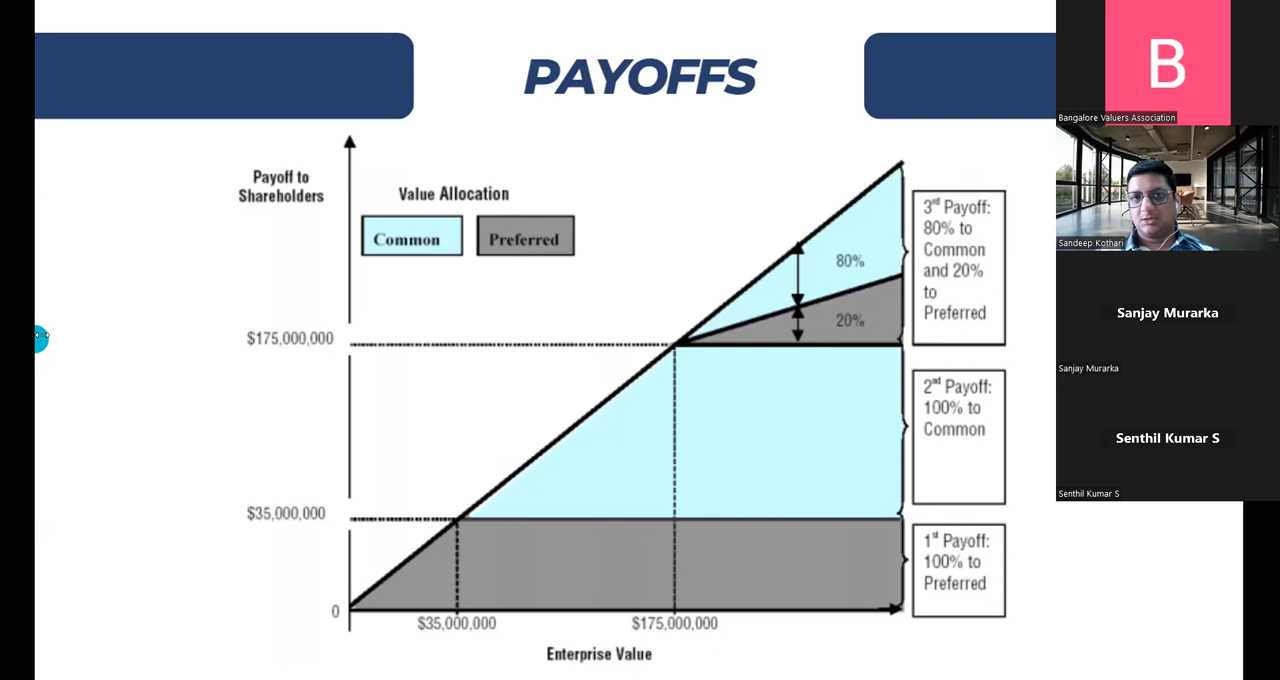 PAYOFFS
Payoff to
Shareholders
Value Allocation
Common
Preferred
80%
20%
$175,000,000
$35,000,000
0
$35,000,000
$175,000,000
Enterprise Value
3rd Payoff:
80% to
Common
and 20%
to
Preferred
2nd Payoff:
100% to
Common
1st Payoff:
100% to
Preferred
B
Bangalore Valuers Association
Sandeep Kothari
Sanjay Murarka
Sanjay Murarka
Senthil Kumar S
Senthil Kumar S